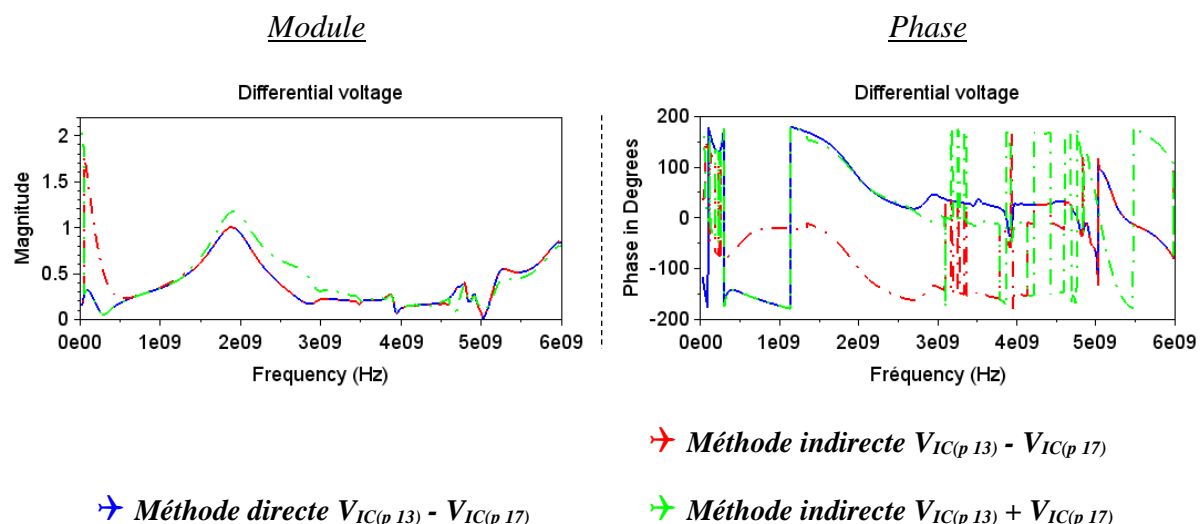 Module
Phase
Differential voltage
Magnitude
2
1.5
1
0.5
0
0e00 1e09 2e09 3e09 4e09 5e09 6e09
Frequency (Hz)
Differential voltage
Phase in Degrees
200
100
0
-100
-200
0e00 1e09 2e09 3e09 4e09 5e09 6e09
Fréquency (Hz)
Méthode indirecte VIC(p 13) - VIC(p 17)
Méthode directe VIC(p 13) - VIC(p 17)
Méthode indirecte VIC(p 13) + VIC(p 17)